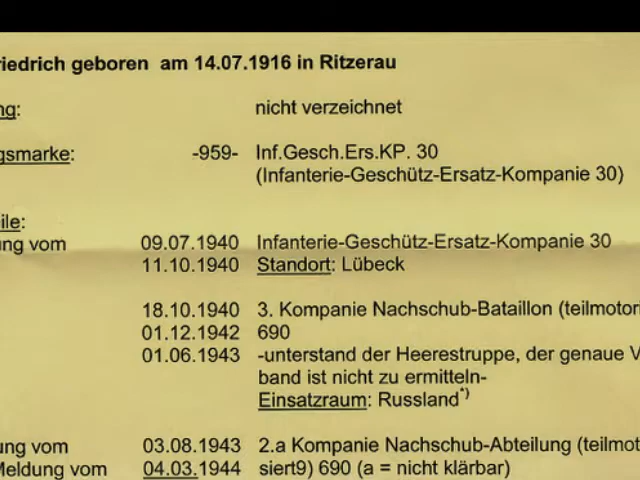 riedrich geboren am 14.07.1916 in Ritzerau
ng: nicht verzeichnet
gsmarke: -959- Inf.Gesch.Ers.KP. 30
(Infanterie-Geschütz-Ersatz-Kompanie 30)
ile:
ung vom 09.07.1940 Infanterie-Geschütz-Ersatz-Kompanie 30
11.10.1940 Standort: Lübeck
18.10.1940 3. Kompanie Nachschub-Bataillon (teilmotori
01.12.1942 690
01.06.1943 -unterstand der Heerestruppe, der genaue V
band ist nicht zu ermitteln-
Einsatzraum: Russland*)
ung vom 03.08.1943 2.a Kompanie Nachschub-Abteilung (teilmot
Meldung vom 04.03.1944 siert9) 690 (a = nicht klärbar)